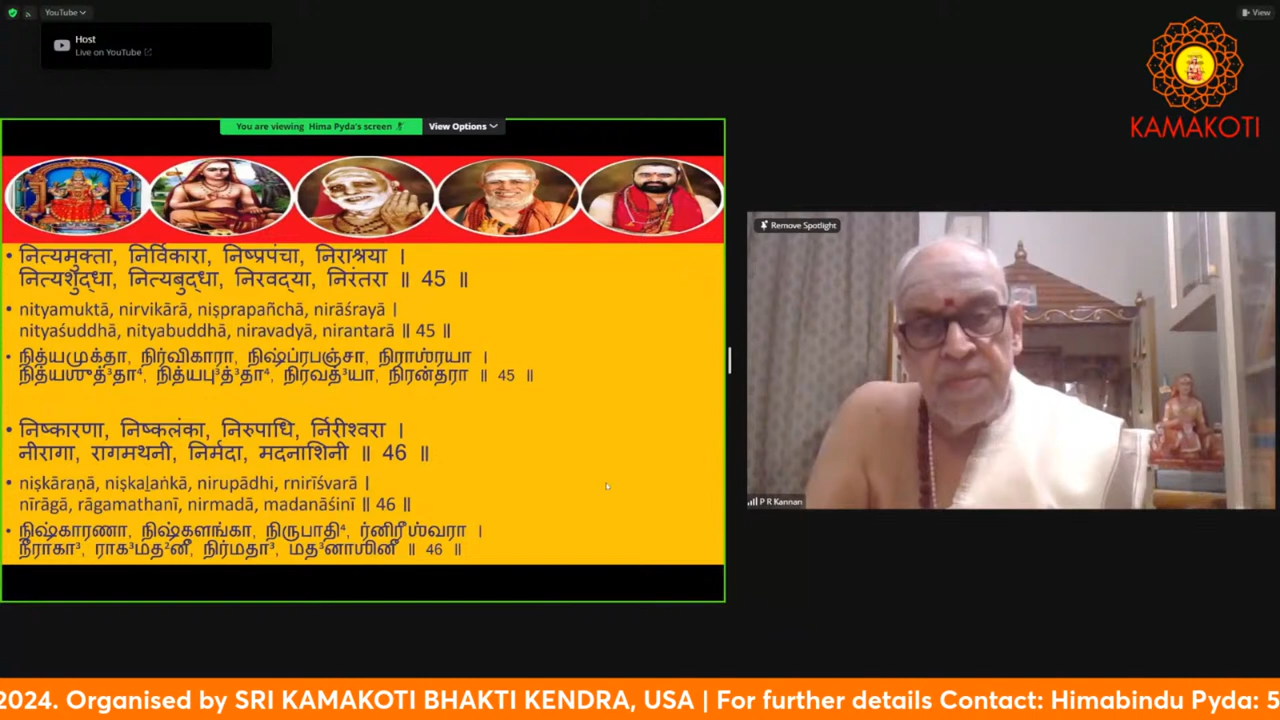 YouTube
View
Host
Live on YouTube
KAMAKOTI
You are viewing Hima Pyda's screen
View Options
• नित्यमुक्ता, निर्विकारा, निष्प्रपंचा, निराश्रया ।
नित्यशुद्धा, नित्यबुद्धा, निरवद्या, निरंतरा ॥ 45 ॥
• nityamuktā, nirvikārā, niṣprapañchā, nirāśrayā |
nityaśuddhā, nityabuddhā, niravadyā, nirantarā ॥ 45 ॥
• நித்யமுக்தா, நிர்விகாரா, நிஷ்ப்ரபஞ்சா, நிராஶ்ரயா ।
நித்யஶுத்³தா⁴, நித்யபு³த்³தா⁴, நிரவத்³யா, நிரன்தரா ॥ 45 ॥
• निष्कारणा, निष्कलंका, निरुपाधि, र्निरीश्वरा ।
नीरागा, रागमथनी, निर्मदा, मदनाशिनी ॥ 46 ॥
• niṣkāraṇā, niṣkaḻaṅkā, nirupādhi, rnirīśvarā |
nīrāgā, rāgamathanī, nirmadā, madanāśinī ॥ 46 ॥
• நிஷ்காரணா, நிஷ்களங்கா, நிருபாதி⁴, ர்னிரீஶ்வரா ।
நீராகா³, ராக³மத²னீ, நிர்மதா³, மத³னாஶினீ ॥ 46 ॥
Remove Spotlight
P R Kannan
2024. Organised by SRI KAMAKOTI BHAKTI KENDRA, USA | For further details Contact: Himabindu Pyda: 5